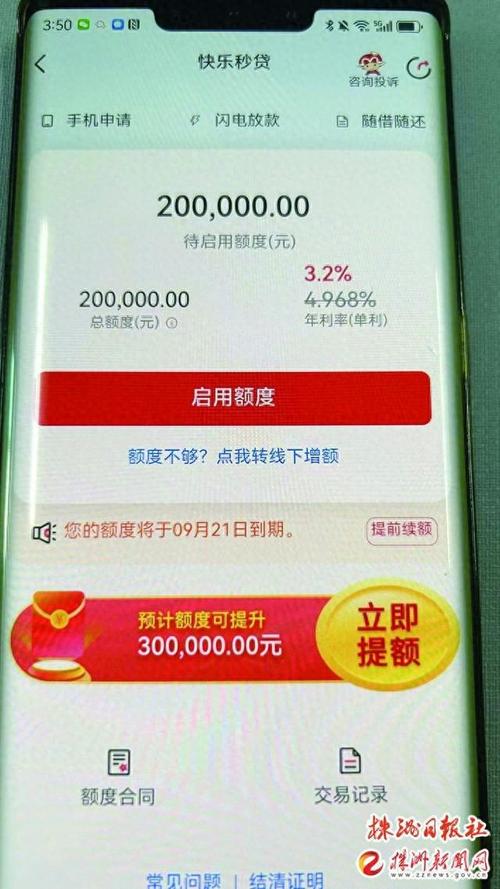 3:50
5G
快乐秒贷
咨询投诉
手机申请 闪电放款 随借随还
200,000.00
待启用额度(元)
3.2%
200,000.00 4.968%
总额度(元) 年利率(单利)
启用额度
额度不够？点我转线下增额
您的额度将于09月21日到期。 提前续额
预计额度可提升
300,000.00元
立即
提额
额度合同 交易记录
常见问题 | 结清证明
株洲日报社
株洲新闻网
www.zznews.gov.cn